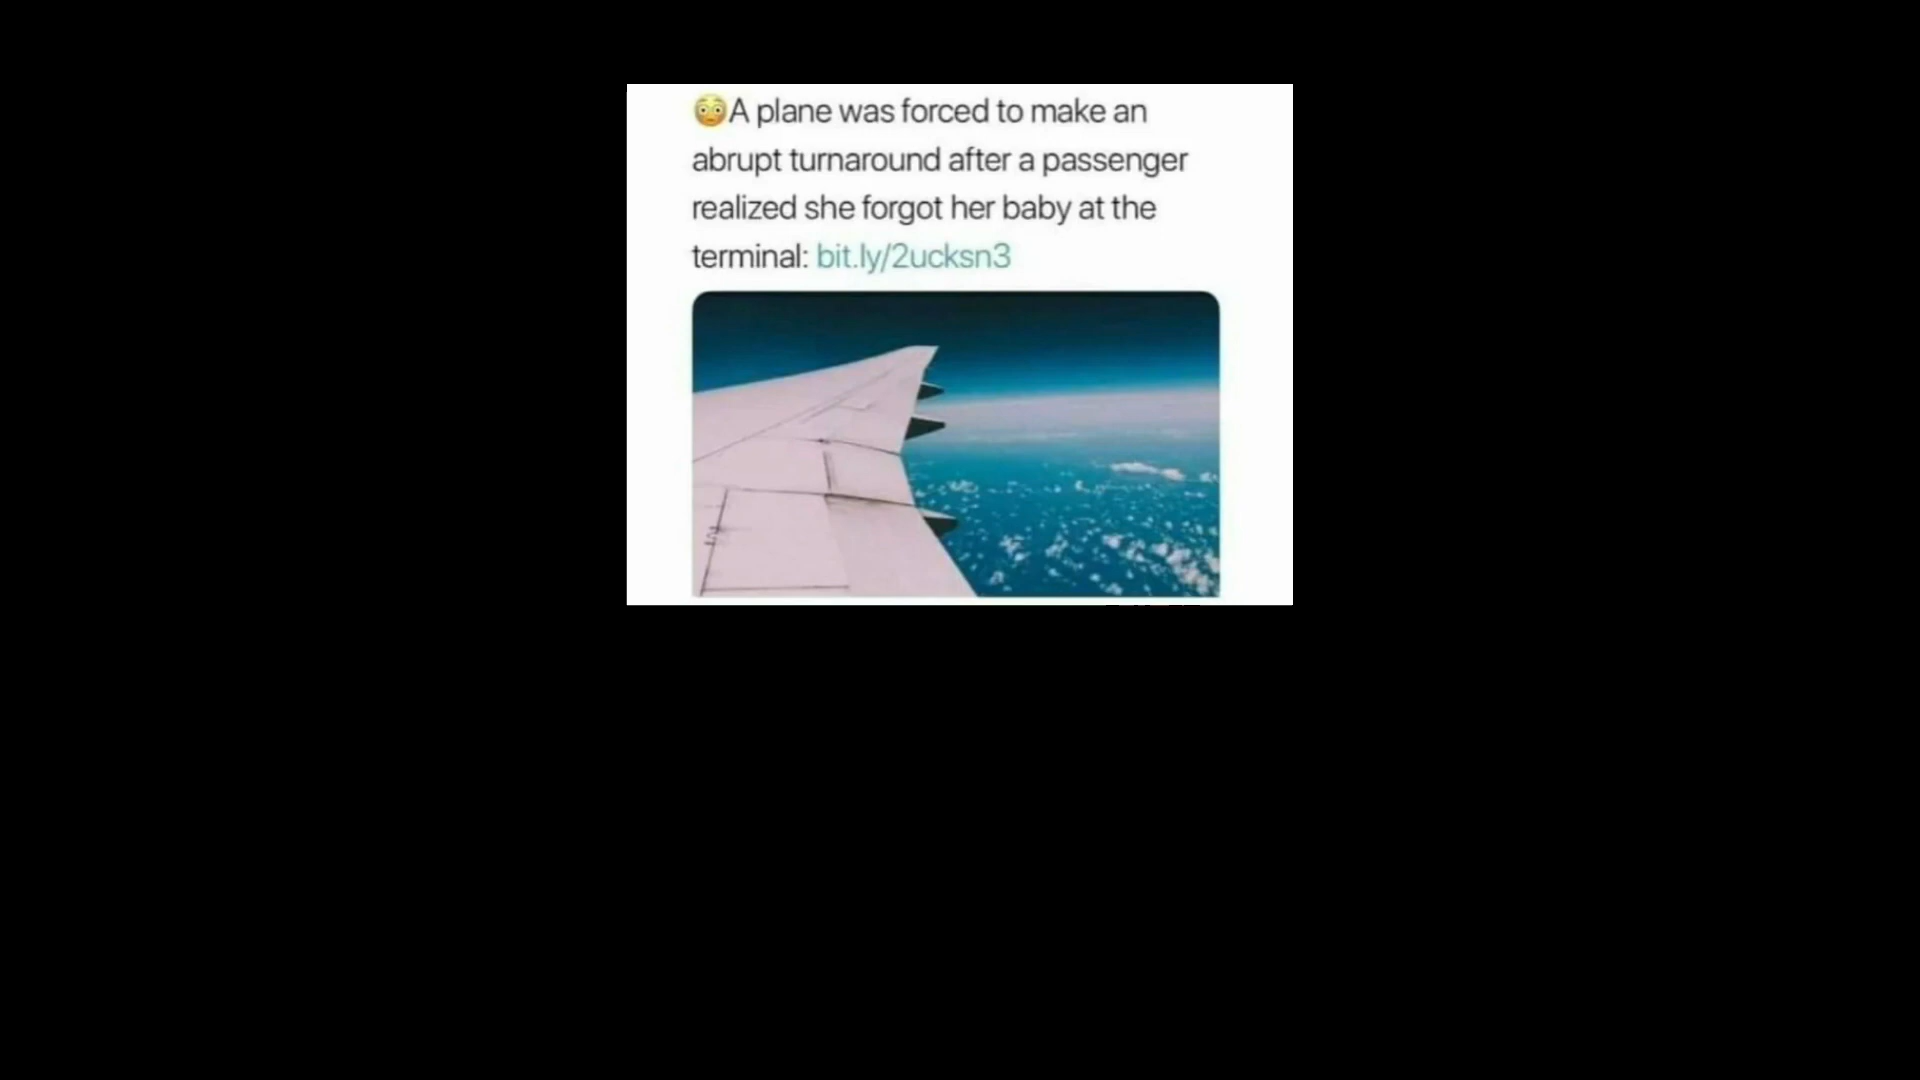 😳A plane was forced to make an
abrupt turnaround after a passenger
realized she forgot her baby at the
terminal: bit.ly/2ucksn3